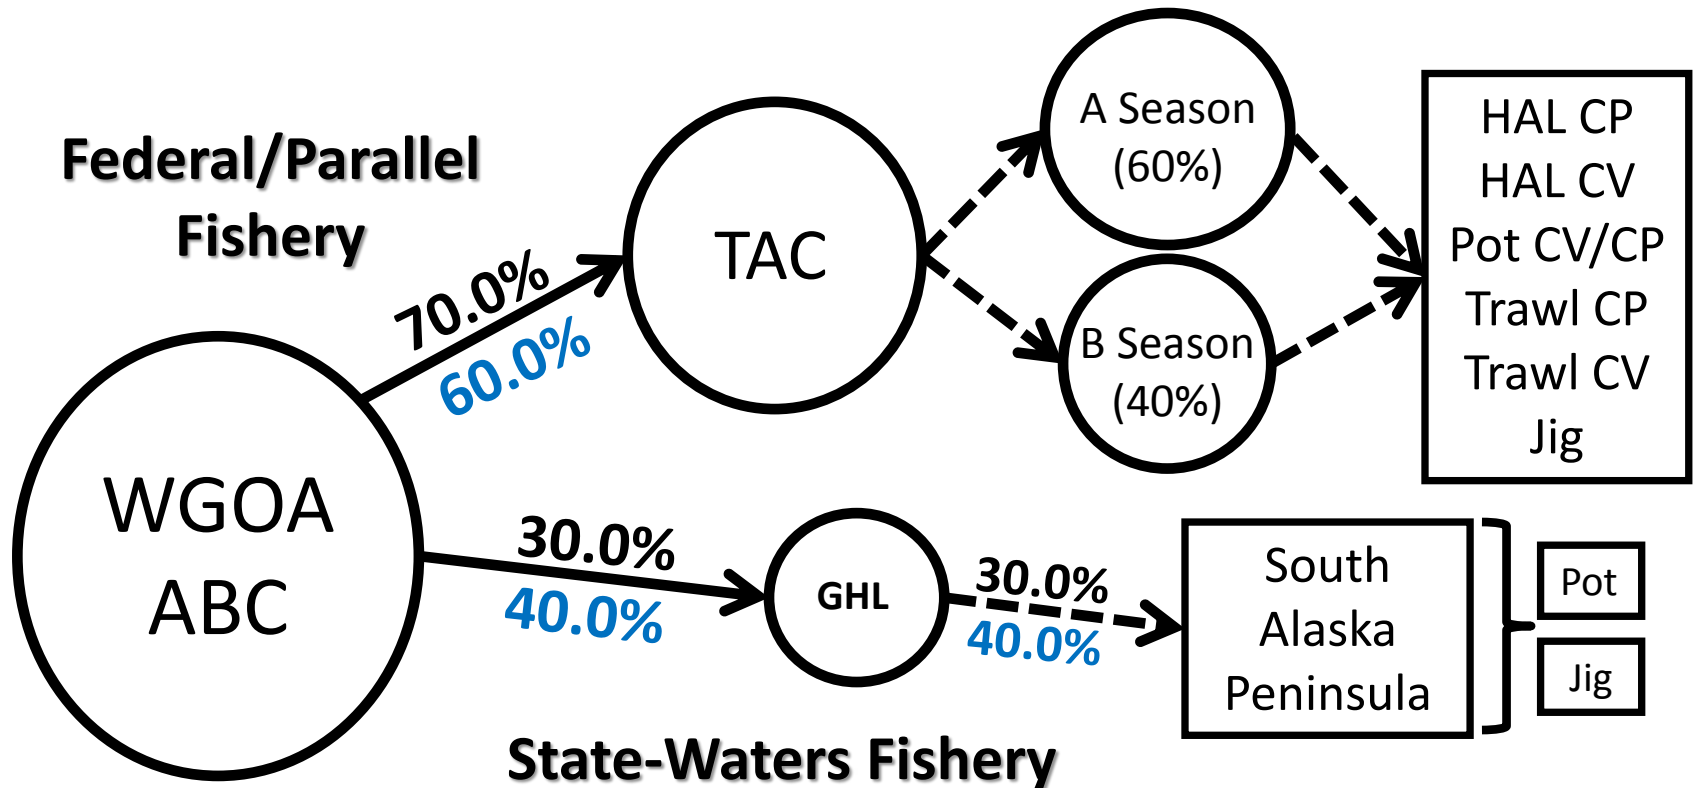 Federal/Parallel
Fishery
70.0%
60.0%
TAC
A Season
(60%)
B Season
(40%)
HAL CP
HAL CV
Pot CV/CP
Trawl CP
Trawl CV
Jig
WGOA
ABC
30.0%
40.0%
GHL
30.0%
40.0%
South
Alaska
Peninsula
Pot
Jig
State-Waters Fishery